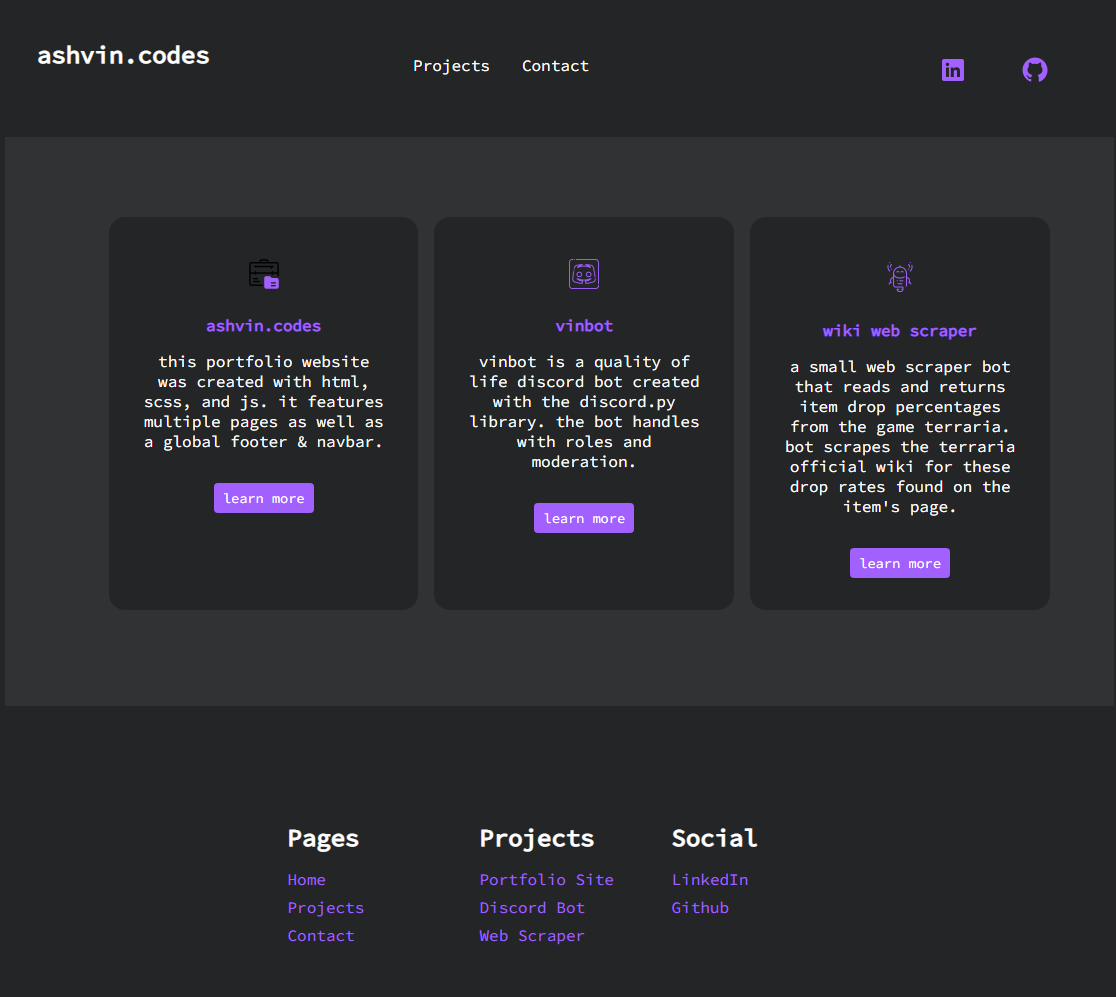 ashvin.codes
Projects Contact
ashvin.codes
this portfolio website
was created with html,
scss, and js. it features
multiple pages as well as
a global footer & navbar.
learn more
vinbot
vinbot is a quality of
life discord bot created
with the discord.py
library. the bot handles
with roles and
moderation.
learn more
wiki web scraper
a small web scraper bot
that reads and returns
item drop percentages
from the game terraria.
bot scrapes the terraria
official wiki for these
drop rates found on the
item's page.
learn more
Pages
Home
Projects
Contact
Projects
Portfolio Site
Discord Bot
Web Scraper
Social
LinkedIn
Github